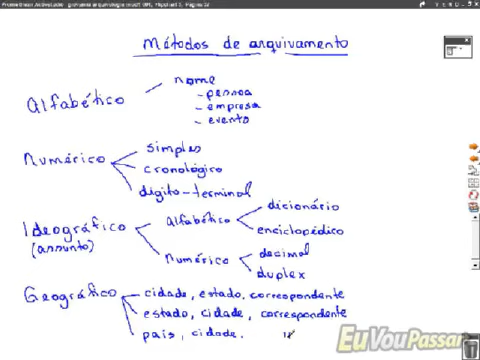 Métodos de arquivamento
Alfabético
nome
- pessoa
- empresa
- evento
Numérico
simples
cronológico
dígito-terminal
Ideográfico
(assunto)
alfabético
dicionário
enciclopédico
numérico
decimal
duplex
Geográfico
cidade, estado, correspondente
estado, cidade, correspondente
país, cidade.
EuVouPassar